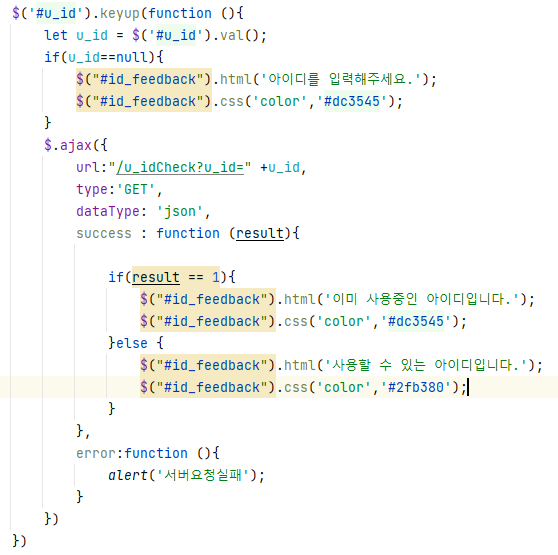 $('#u_id').keyup(function (){
    let u_id = $('#u_id').val();
    if(u_id==null){
        $("#id_feedback").html('아이디를 입력해주세요.');
        $("#id_feedback").css('color','#dc3545');
    }
    $.ajax({
        url:"/u_idCheck?u_id=" +u_id,
        type:'GET',
        dataType: 'json',
        success : function (result){
            if(result == 1){
                $("#id_feedback").html('이미 사용중인 아이디입니다.');
                $("#id_feedback").css('color','#dc3545');
            }else {
                $("#id_feedback").html('사용할 수 있는 아이디입니다.');
                $("#id_feedback").css('color','#2fb380');
            }
        },
        error:function (){
            alert('서버요청실패');
        }
    })
})